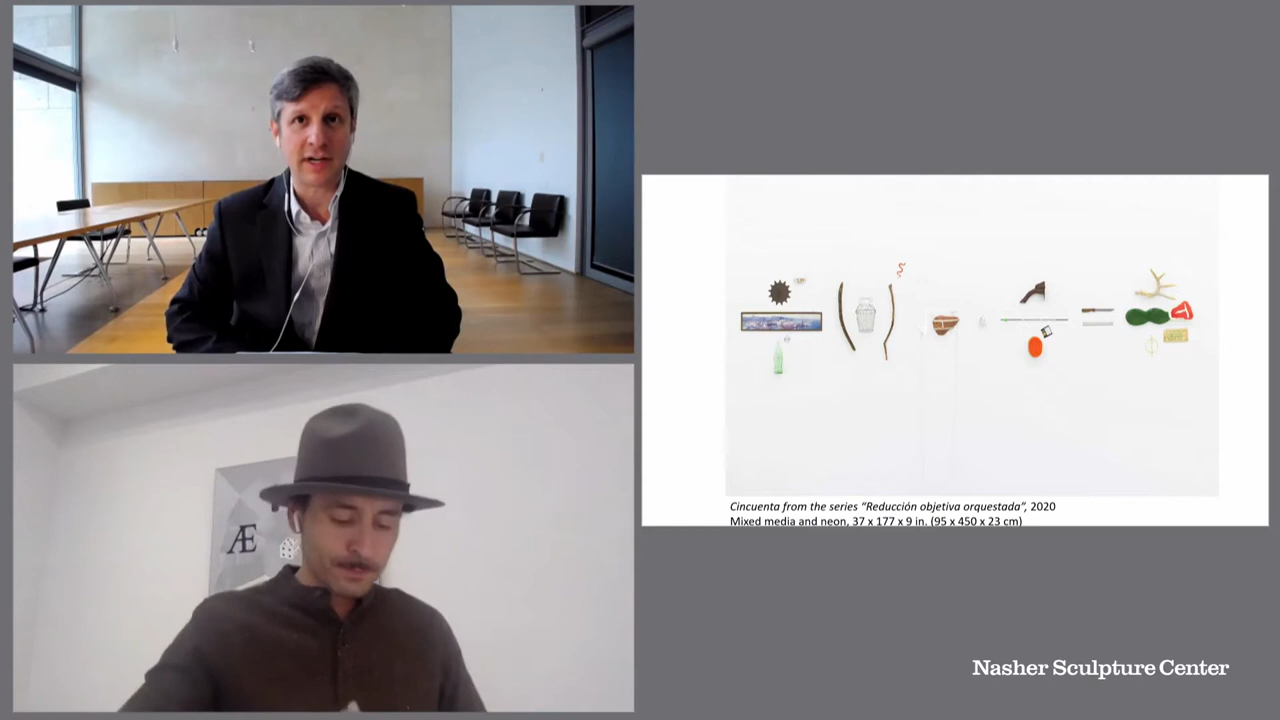 Æ
Cincuenta from the series “Reducción objetiva orquestada”, 2020
Mixed media and neon, 37 x 177 x 9 in. (95 x 450 x 23 cm)
Nasher Sculpture Center